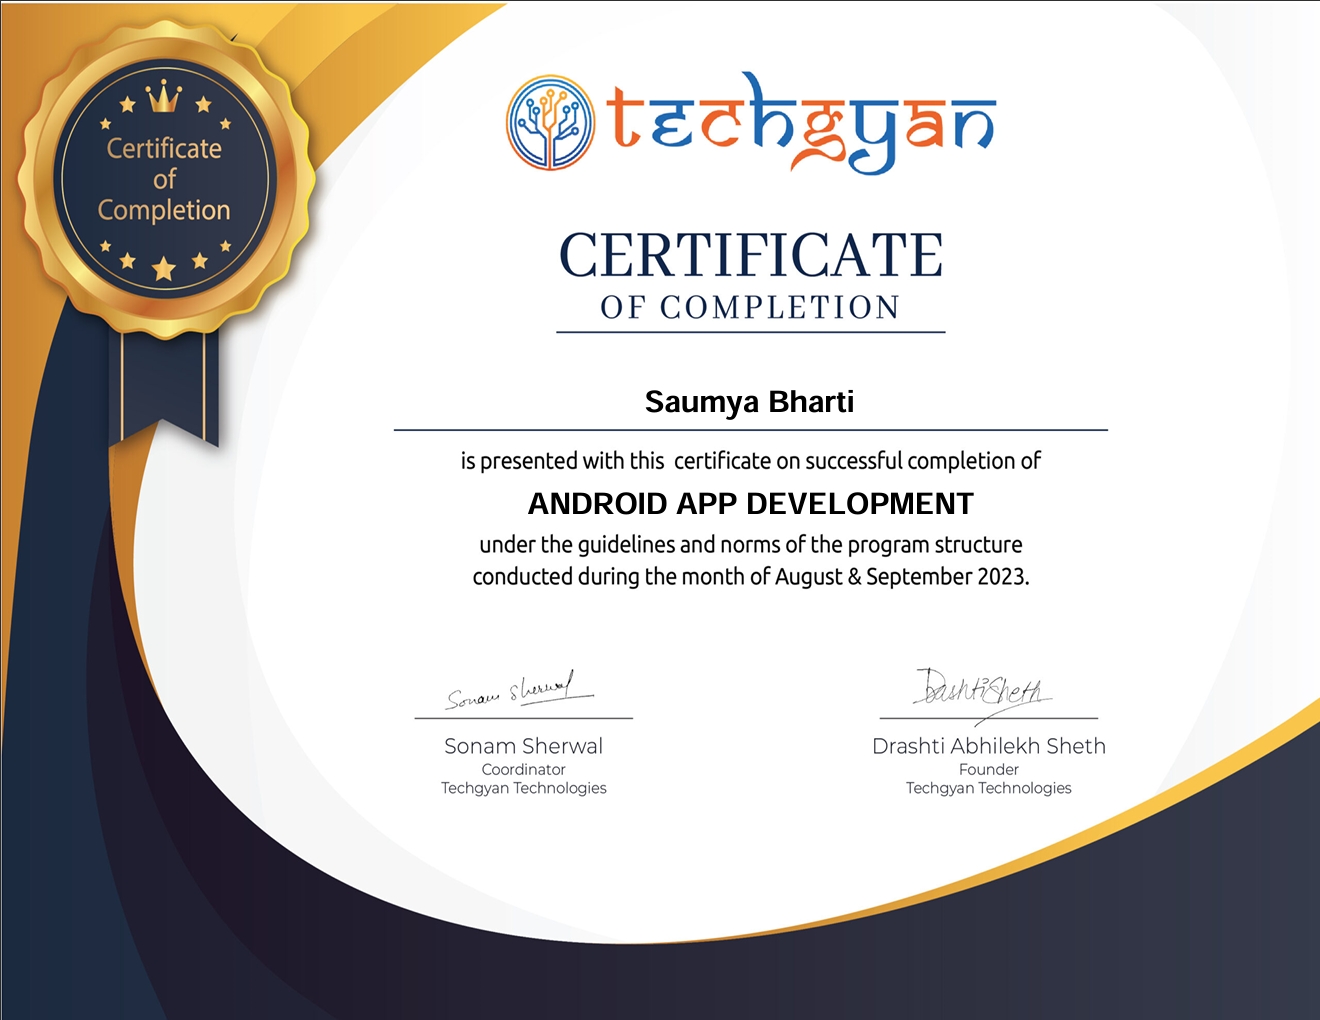 Certificate
of
Completion
techgyan
CERTIFICATE
OF COMPLETION
Saumya Bharti
is presented with this certificate on successful completion of
ANDROID APP DEVELOPMENT
under the guidelines and norms of the program structure
conducted during the month of August & September 2023.
Sonam Sherwal
Sonam Sherwal
Coordinator
Techgyan Technologies
Drashti Sheth
Drashti Abhilekh Sheth
Founder
Techgyan Technologies